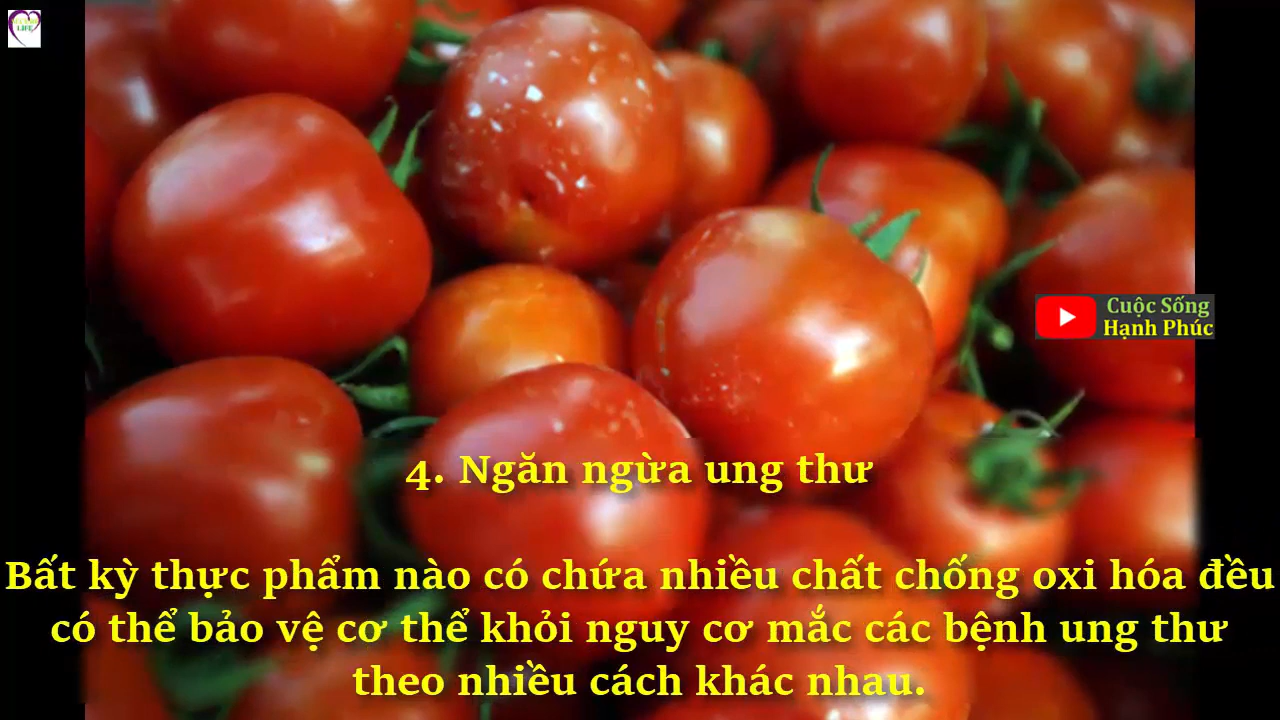 LIFE
Cuộc Sống
Hạnh Phúc
4. Ngăn ngừa ung thư
Bất kỳ thực phẩm nào có chứa nhiều chất chống oxi hóa đều
có thể bảo vệ cơ thể khỏi nguy cơ mắc các bệnh ung thư
theo nhiều cách khác nhau.